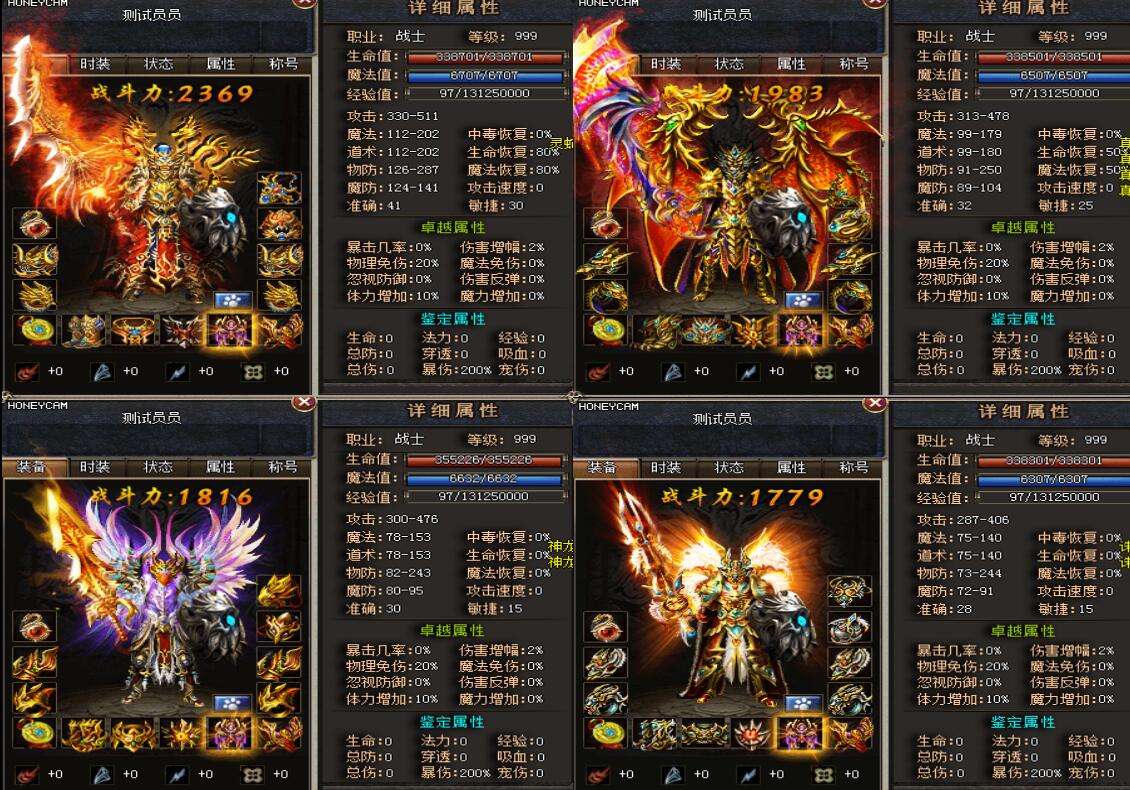 HONEYCAM
测试员员
时装 状态 属性 称号
战斗力:2369
详细属性
职业: 战士 等级: 999
生命值: 338701/338701
魔法值: 6707/6707
经验值: 97/131250000
攻击:330-511
魔法:112-202 中毒恢复:0%
道术:112-202 生命恢复:80%
物防:126-287 魔法恢复:80%
魔防:124-141 攻击速度:0
准确:41 敏捷:30
卓越属性
暴击几率:0% 伤害增幅:2%
物理免伤:20% 魔法免伤:0%
忽视防御:0% 伤害反弹:0%
体力增加:10% 魔力增加:0%
鉴定属性
生命:0 法力:0 经验:0
总防:0 穿透:0 吸血:0
总伤:0 暴伤:200% 宠伤:0
+0 +0 +0 +0
HONEYCAM
测试员员
时装 状态 属性 称号
战斗力:1983
详细属性
职业: 战士 等级: 999
生命值: 338501/338501
魔法值: 6507/6507
经验值: 97/131250000
攻击:313-478
魔法:99-179 中毒恢复:0%
道术:99-180 生命恢复:50%
物防:91-250 魔法恢复:50%
魔防:89-104 攻击速度:0
准确:32 敏捷:25
卓越属性
暴击几率:0% 伤害增幅:2%
物理免伤:20% 魔法免伤:0%
忽视防御:0% 伤害反弹:0%
体力增加:10% 魔力增加:0%
鉴定属性
生命:0 法力:0 经验:0
总防:0 穿透:0 吸血:0
总伤:0 暴伤:200% 宠伤:0
+0 +0 +0 +0
HONEYCAM
测试员员
装备 时装 状态 属性 称号
战斗力:1816
详细属性
职业: 战士 等级: 999
生命值: 355226/355226
魔法值: 6632/6632
经验值: 97/131250000
攻击:300-476
魔法:78-153 中毒恢复:0%
道术:78-153 生命恢复:0%
物防:82-243 魔法恢复:0%
魔防:80-95 攻击速度:0
准确:30 敏捷:15
神龙
神龙
卓越属性
暴击几率:0% 伤害增幅:2%
物理免伤:20% 魔法免伤:0%
忽视防御:0% 伤害反弹:0%
体力增加:10% 魔力增加:0%
鉴定属性
生命:0 法力:0 经验:0
总防:0 穿透:0 吸血:0
总伤:0 暴伤:200% 宠伤:0
+0 +0 +0 +0
HONEYCAM
测试员员
装备 时装 状态 属性 称号
战斗力:1779
详细属性
职业: 战士 等级: 999
生命值: 338301/338301
魔法值: 6307/6307
经验值: 97/131250000
攻击:287-406
魔法:75-140 中毒恢复:0%
道术:75-140 生命恢复:0%
物防:73-244 魔法恢复:0%
魔防:72-91 攻击速度:0
准确:28 敏捷:15
卓越属性
暴击几率:0% 伤害增幅:2%
物理免伤:20% 魔法免伤:0%
忽视防御:0% 伤害反弹:0%
体力增加:10% 魔力增加:0%
鉴定属性
生命:0 法力:0 经验:0
总防:0 穿透:0 吸血:0
总伤:0 暴伤:200% 宠伤:0
+0 +0 +0 +0